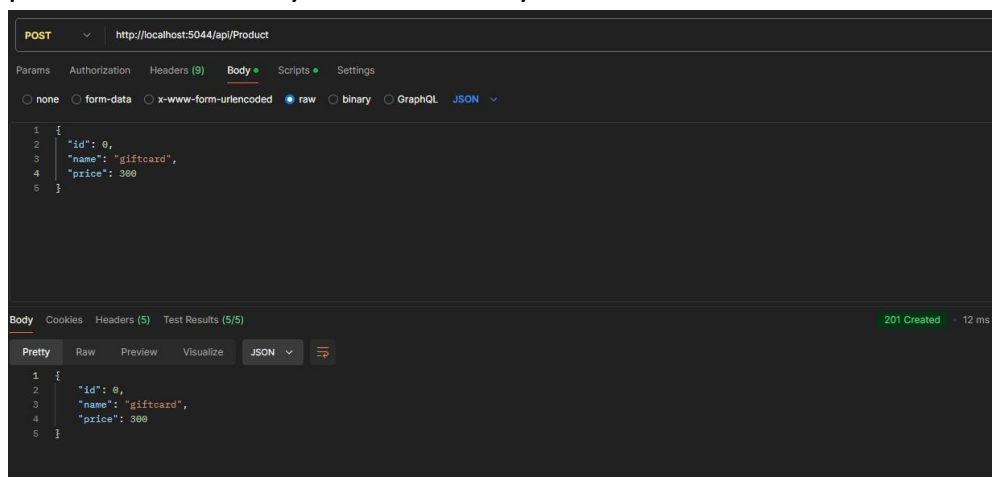 POST http://localhost:5044/api/Product
Params Authorization Headers (9) Body Scripts Settings
none form-data x-www-form-urlencoded raw binary GraphQL JSON
1 {
2 "id": 0,
3 "name": "giftcard",
4 "price": 300
5 }
Body Cookies Headers (5) Test Results (5/5) 201 Created 12 ms
Pretty Raw Preview Visualize JSON
1 {
2 "id": 0,
3 "name": "giftcard",
4 "price": 300
5 }